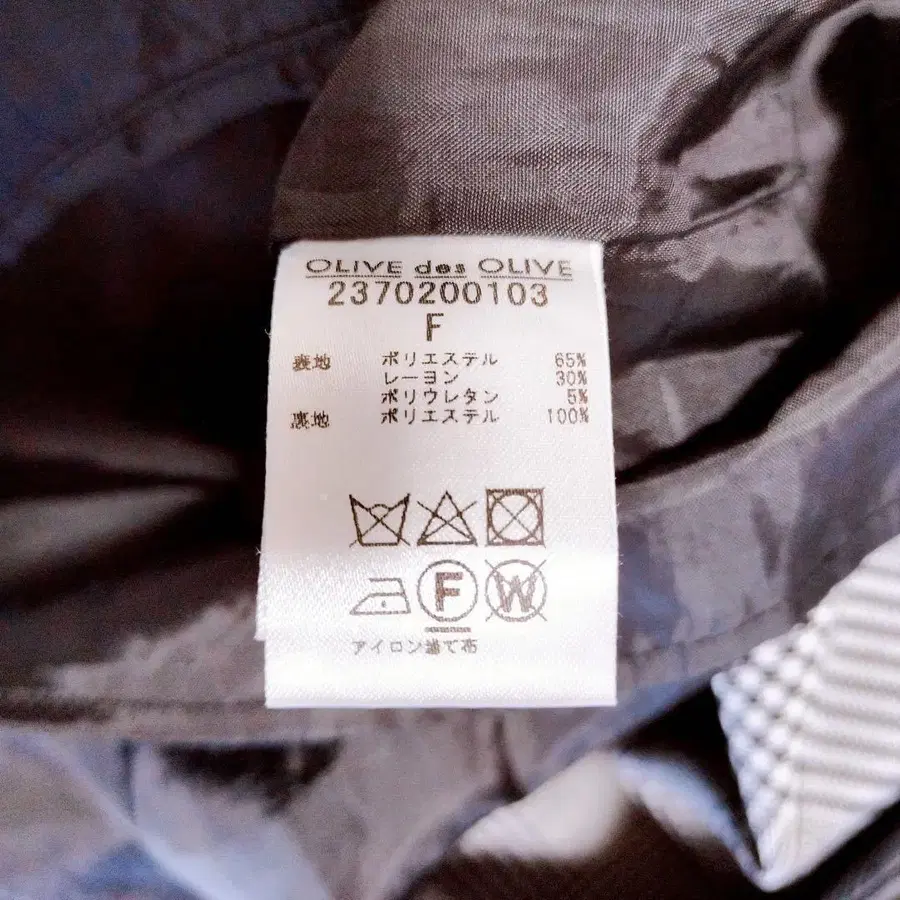 OLIVE des OLIVE
2370200103
F
表地 ポリエステル 65%
レーヨン 30%
ポリウレタン 5%
裏地 ポリエステル 100%
F W
アイロン当て布